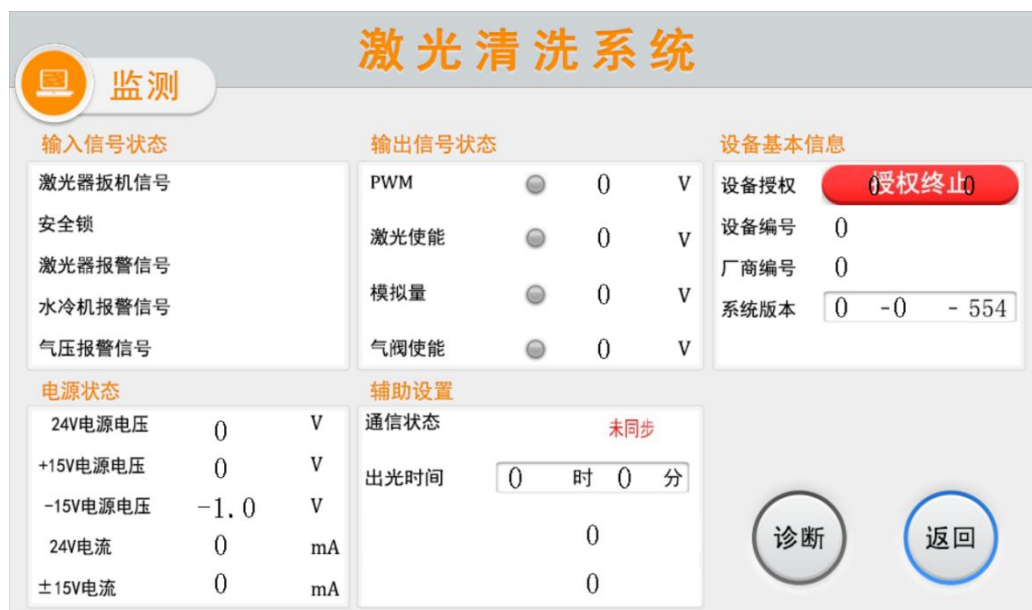 激光清洗系统
监测
输入信号状态
激光器扳机信号
安全锁
激光器报警信号
水冷机报警信号
气压报警信号
输出信号状态
PWM 0 V
激光使能 0 V
模拟量 0 V
气阀使能 0 V
设备基本信息
设备授权 0 授权终止 0
设备编号 0
厂商编号 0
系统版本 0 -0 - 554
电源状态
24V电源电压 0 V
+15V电源电压 0 V
-15V电源电压 -1.0 V
24V电流 0 mA
±15V电流 0 mA
辅助设置
通信状态 未同步
出光时间 0 时 0 分
0
0
诊断
返回